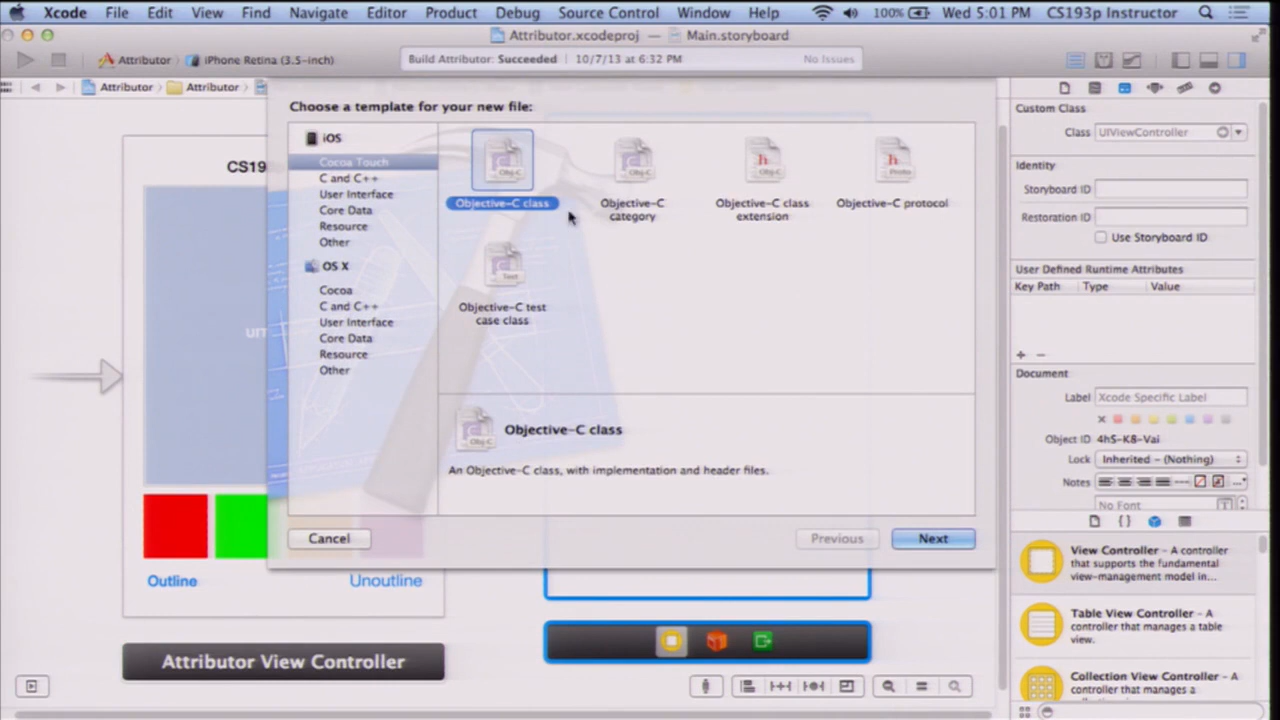 Xcode File Edit View Find Navigate Editor Product Debug Source Control Window Help 100% Wed 5:01 PM CS193p Instructor
Attributor.xcodeproj — Main.storyboard
Attributor iPhone Retina (3.5-inch) Build Attributor: Succeeded 10/7/13 at 6:32 PM No Issues
Attributor Attributor
Choose a template for your new file:
iOS
Cocoa Touch
C and C++
User Interface
Core Data
Resource
Other
OS X
Cocoa
C and C++
User Interface
Core Data
Resource
Other
Obj-C
Objective-C class
Obj-C
Objective-C
category
h
Obj-C
Objective-C class
extension
h
Proto
Objective-C protocol
Test
Objective-C test
case class
Obj-C
Objective-C class
An Objective-C class, with implementation and header files.
Cancel
Previous
Next
CS19
Outline
Unoutline
Attributor View Controller
Custom Class
Class UIViewController
Identity
Storyboard ID
Restoration ID
Use Storyboard ID
User Defined Runtime Attributes
Key Path Type Value
Document
Label Xcode Specific Label
Object ID 4hS-K8-Vai
Lock Inherited - (Nothing)
Notes
No Font
View Controller - A controller
that supports the fundamental
view-management model in...
Table View Controller - A
controller that manages a table
view.
Collection View Controller - A
controller that manages a